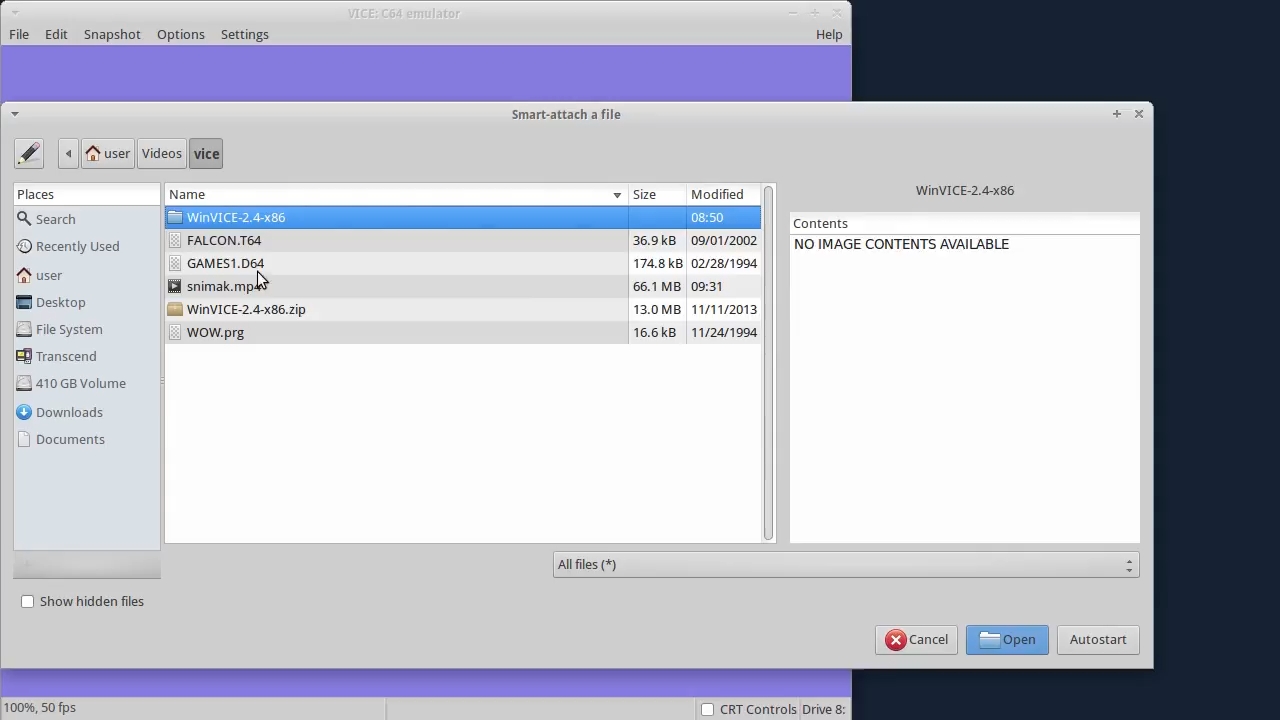 VICE: C64 emulator
File Edit Snapshot Options Settings Help
Smart-attach a file
user Videos vice
Places
Search
Recently Used
user
Desktop
File System
Transcend
410 GB Volume
Downloads
Documents
Name Size Modified
WinVICE-2.4-x86 08:50
FALCON.T64 36.9 kB 09/01/2002
GAMES1.D64 174.8 kB 02/28/1994
snimak.mp4 66.1 MB 09:31
WinVICE-2.4-x86.zip 13.0 MB 11/11/2013
WOW.prg 16.6 kB 11/24/1994
WinVICE-2.4-x86
Contents
NO IMAGE CONTENTS AVAILABLE
All files (*)
Show hidden files
Cancel Open Autostart
100%, 50 fps
CRT Controls Drive 8: